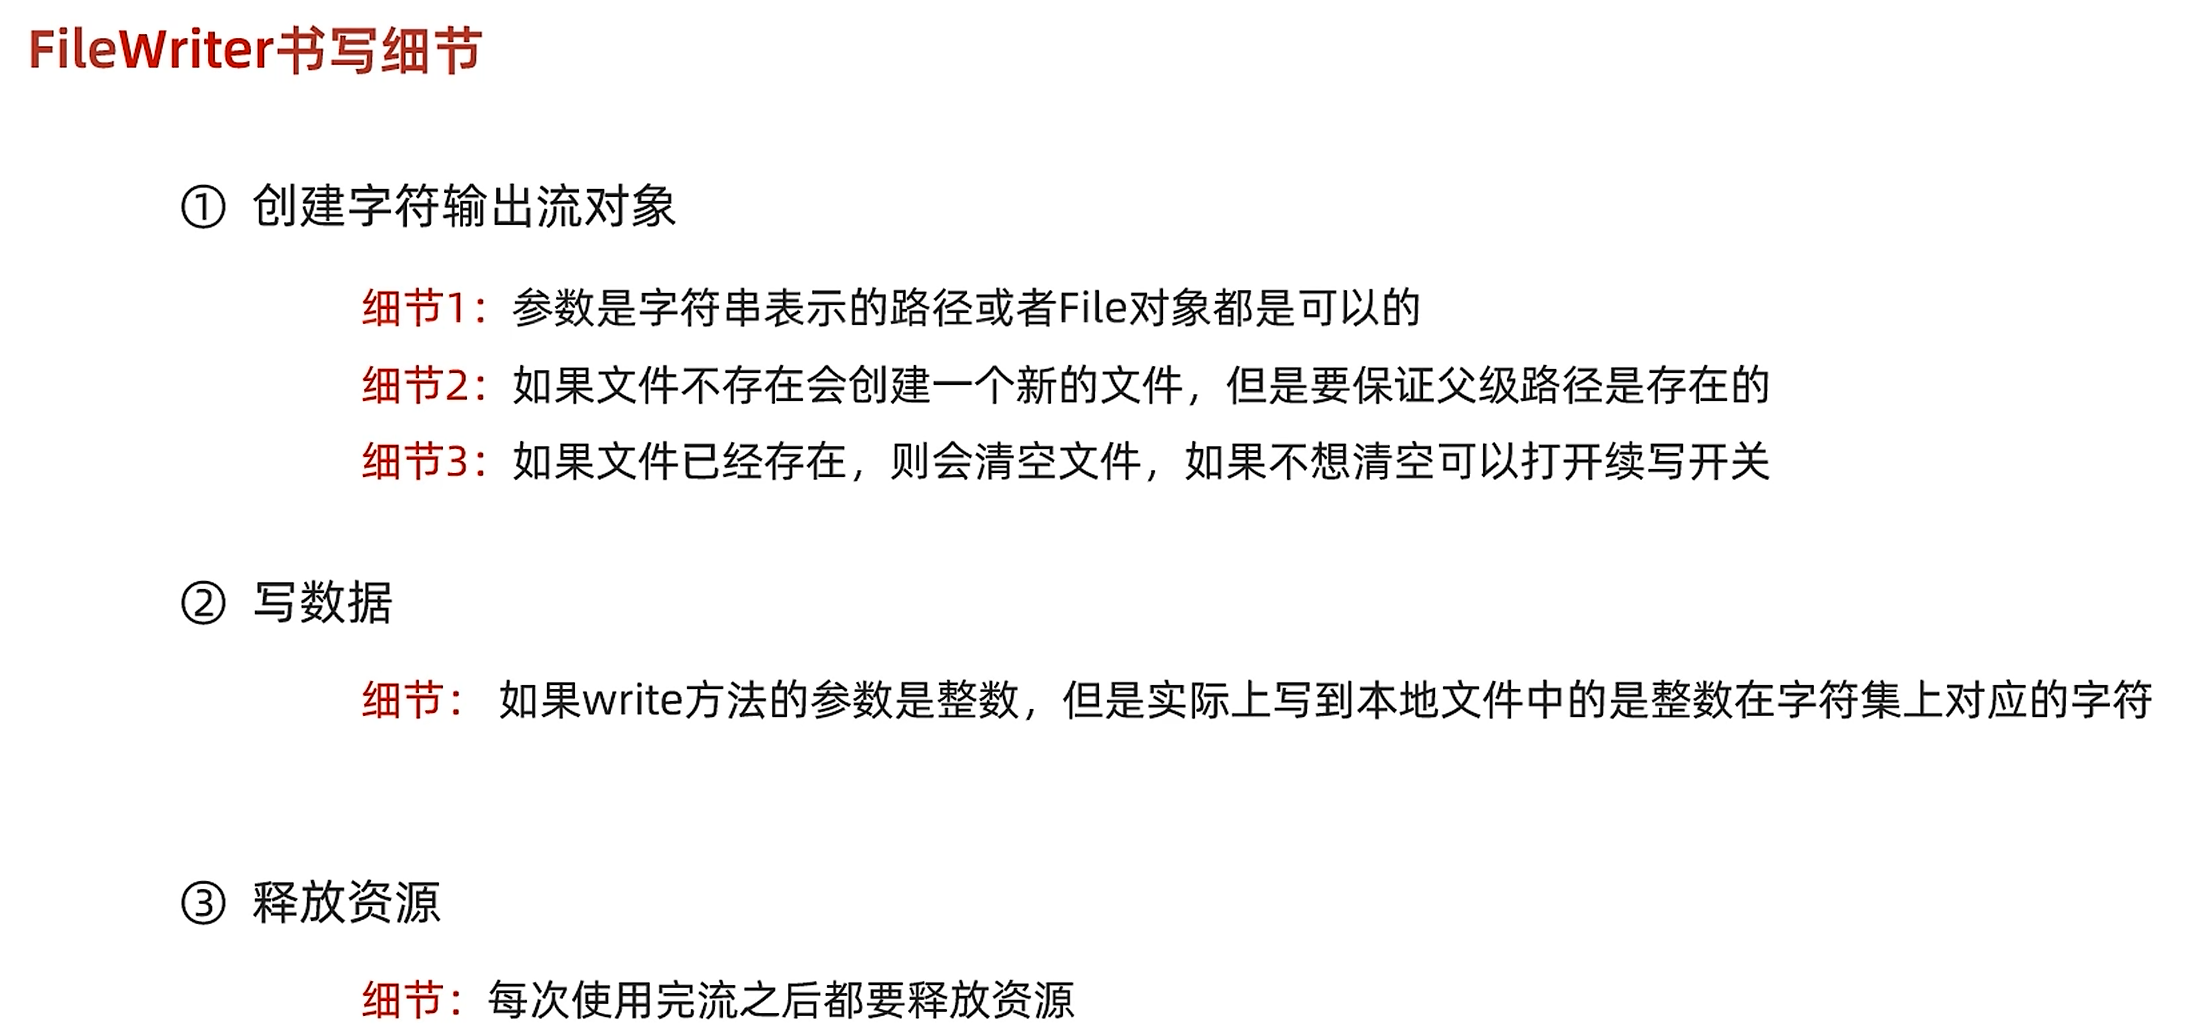 FileWriter书写细节
① 创建字符输出流对象
细节1：参数是字符串表示的路径或者File对象都是可以的
细节2：如果文件不存在会创建一个新的文件，但是要保证父级路径是存在的
细节3：如果文件已经存在，则会清空文件，如果不想清空可以打开续写开关
② 写数据
细节： 如果write方法的参数是整数，但是实际上写到本地文件中的是整数在字符集上对应的字符
③ 释放资源
细节：每次使用完流之后都要释放资源